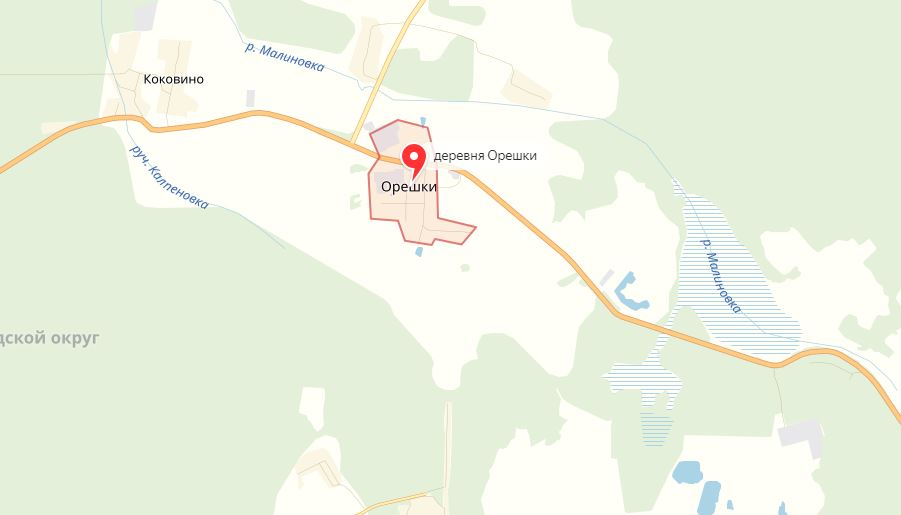 р. Малиновка
Коковино
деревня Орешки
руч. Калпеновка
Орешки
р. Малиновка
дской округ